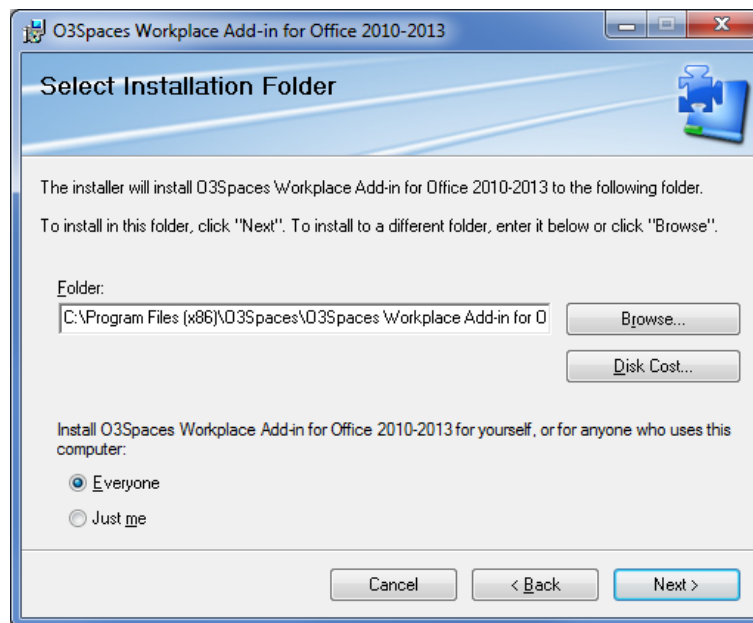 O3Spaces Workplace Add-in for Office 2010-2013
Select Installation Folder
The installer will install O3Spaces Workplace Add-in for Office 2010-2013 to the following folder.
To install in this folder, click "Next". To install to a different folder, enter it below or click "Browse".
Folder:
C:\Program Files (x86)\O3Spaces\O3Spaces Workplace Add-in for O
Browse...
Disk Cost...
Install O3Spaces Workplace Add-in for Office 2010-2013 for yourself, or for anyone who uses this
computer:
Everyone
Just me
Cancel
< Back
Next >